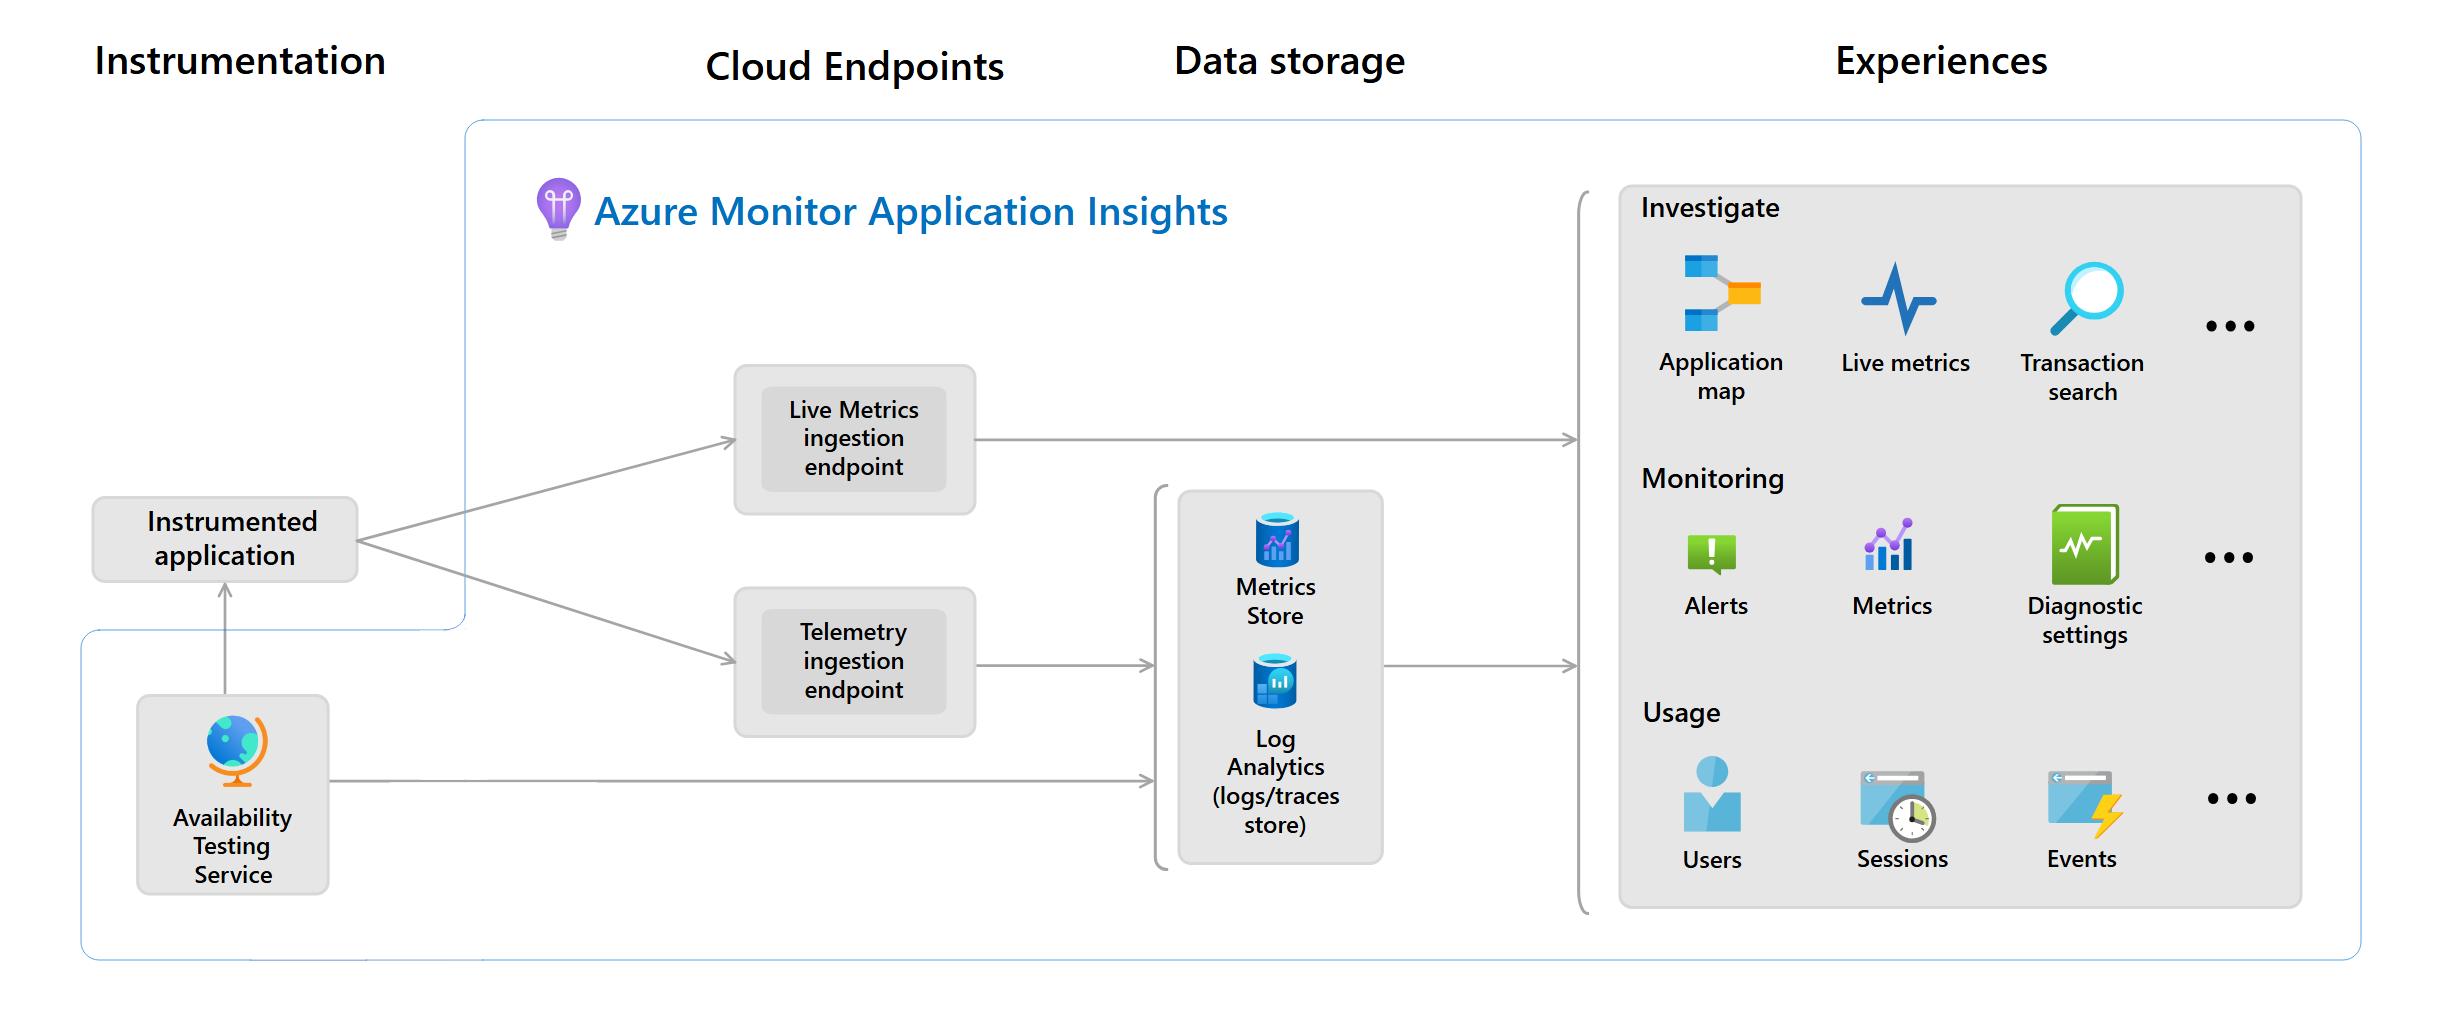 Instrumentation
Cloud Endpoints
Data storage
Experiences
Azure Monitor Application Insights
Instrumented
application
Availability
Testing
Service
Live Metrics
ingestion
endpoint
Telemetry
ingestion
endpoint
Metrics
Store
Log
Analytics
(logs/traces
store)
Investigate
Application
map
Live metrics
Transaction
search
...
Monitoring
Alerts
Metrics
Diagnostic
settings
...
Usage
Users
Sessions
Events
...